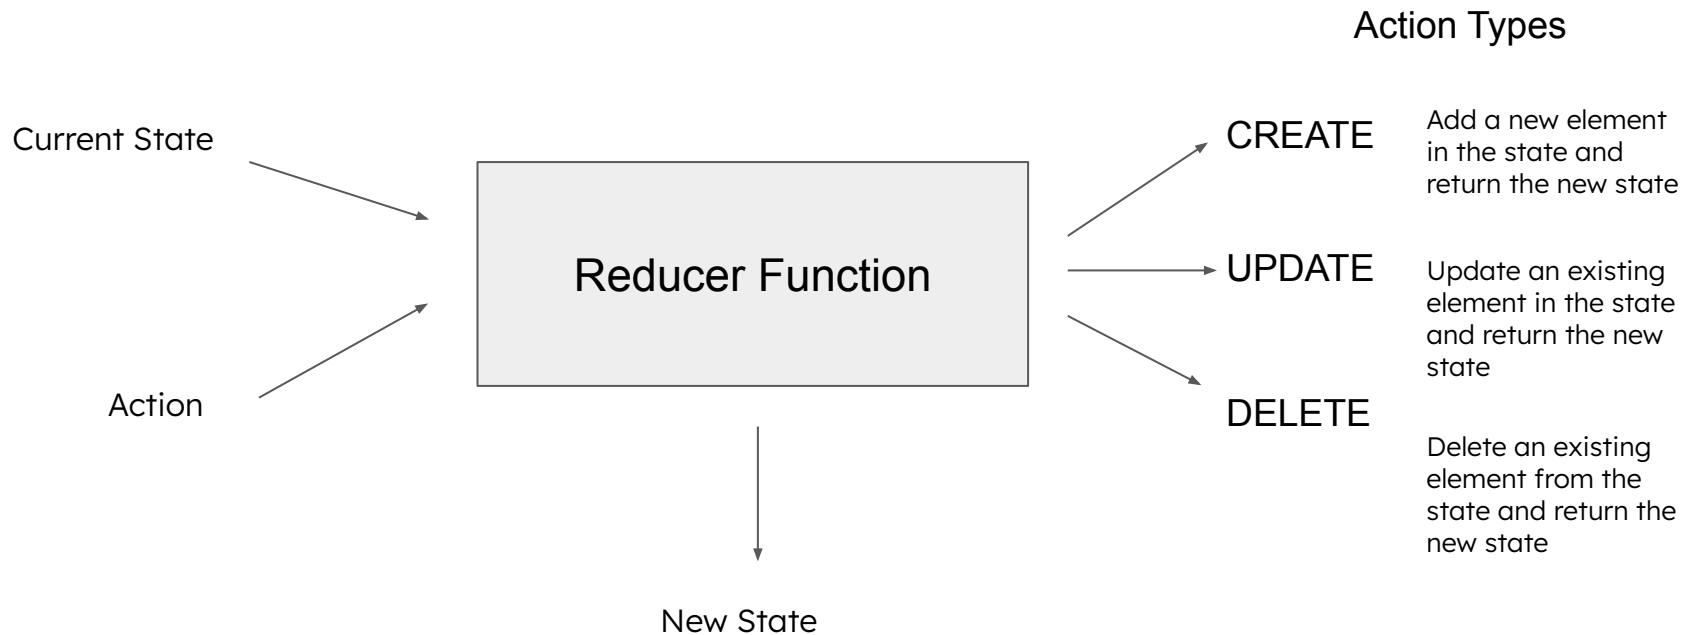 Action Types
Current State
Action
Reducer Function
New State
CREATE
Add a new element
in the state and
return the new state
UPDATE
Update an existing
element in the state
and return the new
state
DELETE
Delete an existing
element from the
state and return the
new state